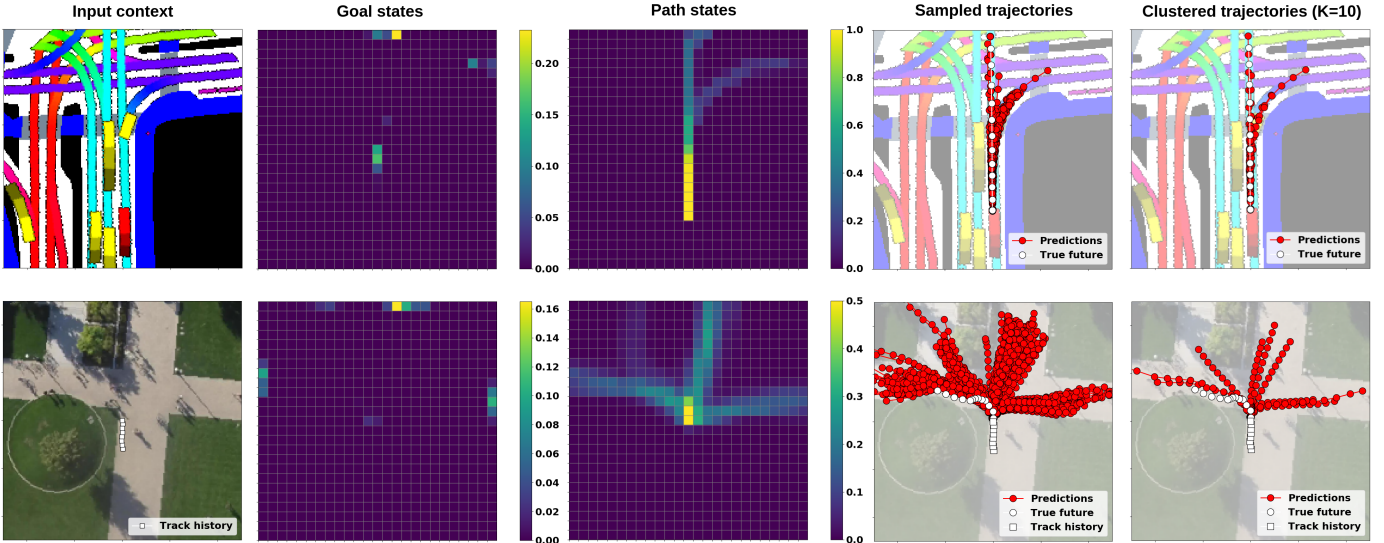 Input context
Goal states
Path states
Sampled trajectories
Clustered trajectories (K=10)
0.20
0.15
0.10
0.05
0.00
1.0
0.8
0.6
0.4
0.2
0.0
Predictions
True future
Predictions
True future
Track history
0.16
0.14
0.12
0.10
0.08
0.06
0.04
0.02
0.00
0.5
0.4
0.3
0.2
0.1
0.0
Predictions
True future
Track history
Predictions
True future
Track history